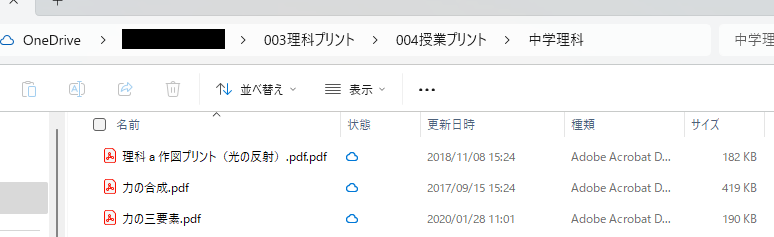 OneDrive > > 003理科プリント > 004授業プリント > 中学理科 中学理
並べ替え 表示 ...
名前 状態 更新日時 種類 サイズ
理科 a 作図プリント（光の反射）.pdf.pdf 2018/11/08 15:24 Adobe Acrobat D... 182 KB
力の合成.pdf 2017/09/15 15:24 Adobe Acrobat D... 419 KB
力の三要素.pdf 2020/01/28 11:01 Adobe Acrobat D... 190 KB